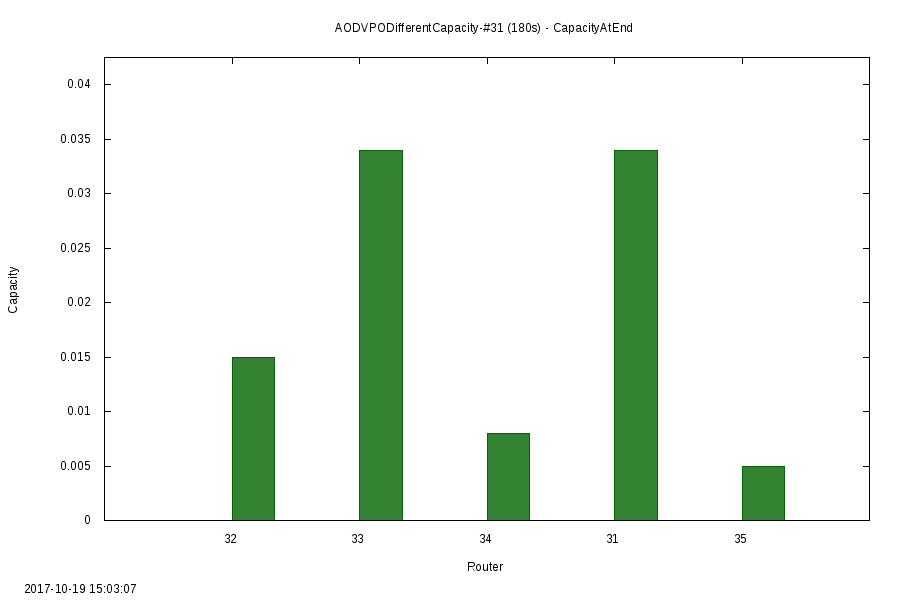 AODVPODifferentCapacity-#31 (180s) - CapacityAtEnd
0.04
0.035
0.03
0.025
0.02
0.015
0.01
0.005
0
Capacity
32 33 34 31 35
Router
2017-10-19 15:03:07